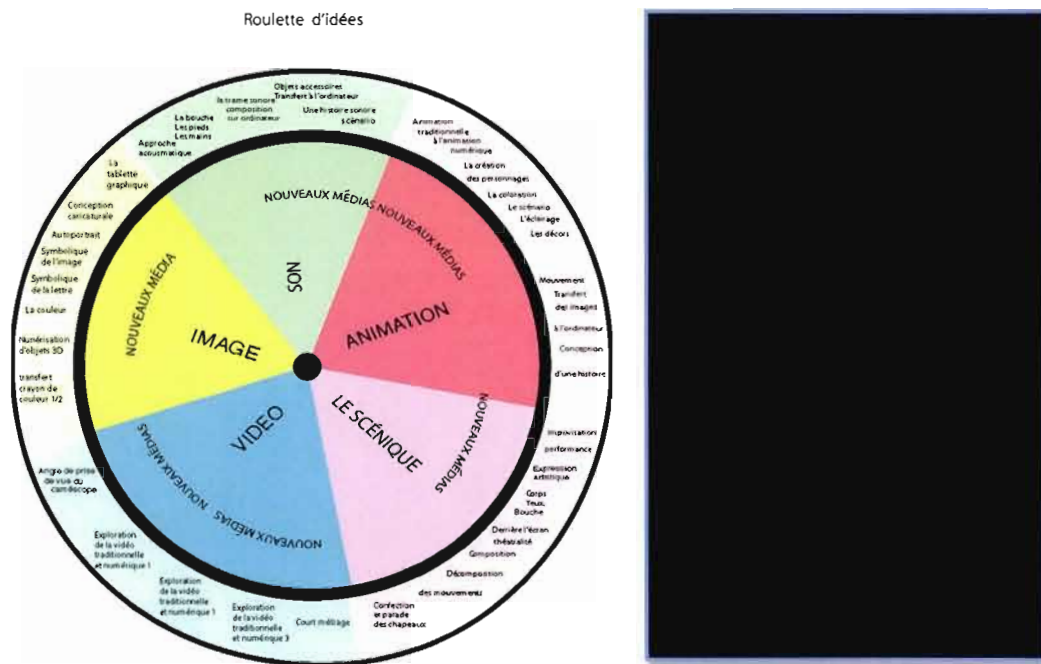 Roulette d'idées
Objets accessoires
Transfert à l'ordinateur
la trame sonore
composition
sur ordinateur
Une histoire sonore
scénario
La bouche
Les pieds
Les mains
Approche
acousmatique
Animation
traditionnelle
à l'animation
numérique
La création
des personnages
La coloration
Le scénario
L'éclairage
Les décors
Mouvement
Transfert
des images
à l'ordinateur
Conception
d'une histoire
Improvisation
performance
Expression
artistique
Corps
Yeux,
Bouche
Derrière l'écran
théâtralité
Composition
Décomposition
des mouvements
Confection
et parade
des chapeaux
Court métrage
Exploration
de la vidéo
traditionnelle
et numérique 3
Exploration
de la vidéo
traditionnelle
et numérique 1
Exploration
de la vidéo
traditionnelle
et numérique 1
Angle de prise
de vue du
caméscope
transfert
crayon de
couleur 1/2
Numérisation
d'objets 3D
La couleur
Symbolique
de la lettre
Symbolique
de l'image
Autoportrait
Conception
caricaturale
La
tablette
graphique
NOUVEAUX MÉDIAS
SON
NOUVEAUX MÉDIAS
ANIMATION
NOUVEAUX MÉDIAS
LE SCÉNIQUE
NOUVEAUX MÉDIAS NOUVEAUX MÉDIAS
VIDEO
NOUVEAUX MÉDIA
IMAGE